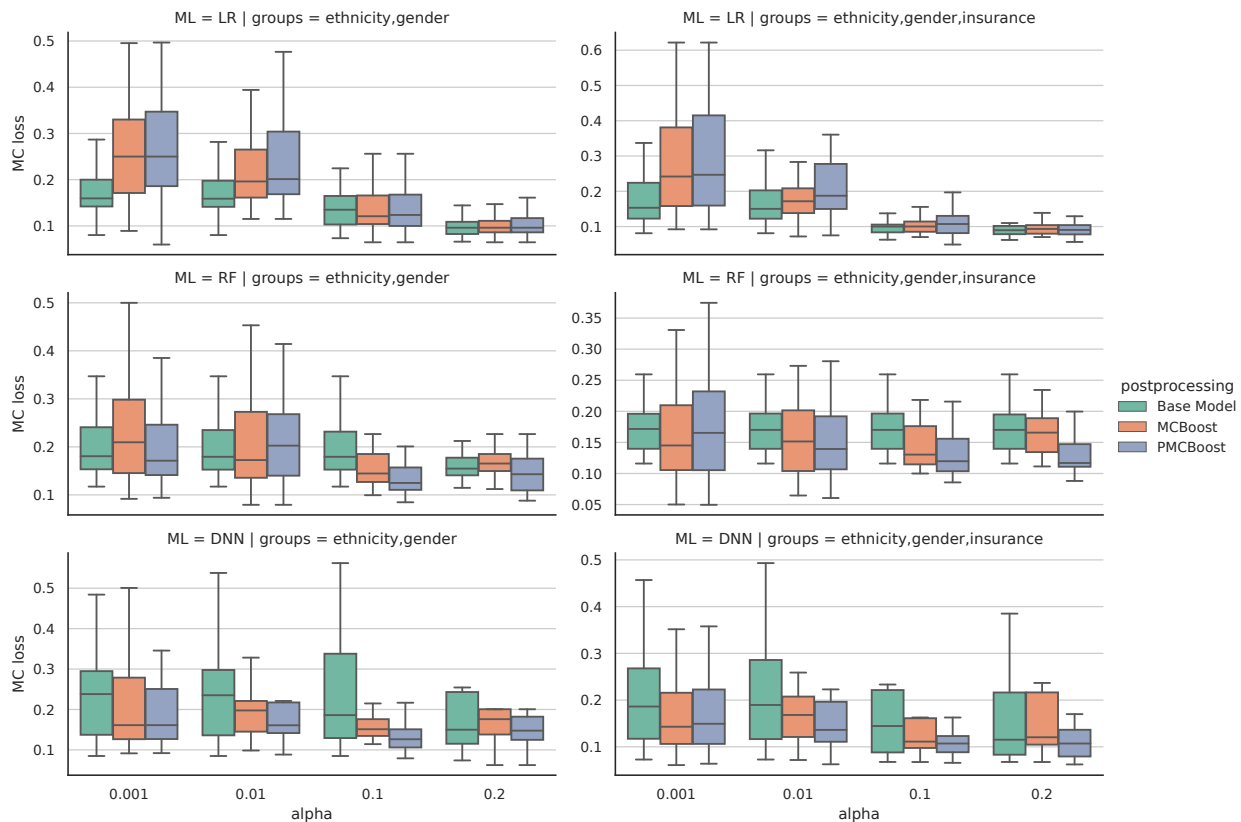 ML = LR | groups = ethnicity,gender
ML = LR | groups = ethnicity,gender,insurance
0.5
0.4
0.3
0.2
0.1
MC loss
0.6
0.5
0.4
0.3
0.2
0.1
ML = RF | groups = ethnicity,gender
ML = RF | groups = ethnicity,gender,insurance
0.5
0.4
0.3
0.2
0.1
MC loss
0.35
0.30
0.25
0.20
0.15
0.10
0.05
postprocessing
Base Model
MCBoost
PMCBoost
ML = DNN | groups = ethnicity,gender
ML = DNN | groups = ethnicity,gender,insurance
0.5
0.4
0.3
0.2
0.1
MC loss
0.5
0.4
0.3
0.2
0.1
0.001 0.01 0.1 0.2
alpha
0.001 0.01 0.1 0.2
alpha